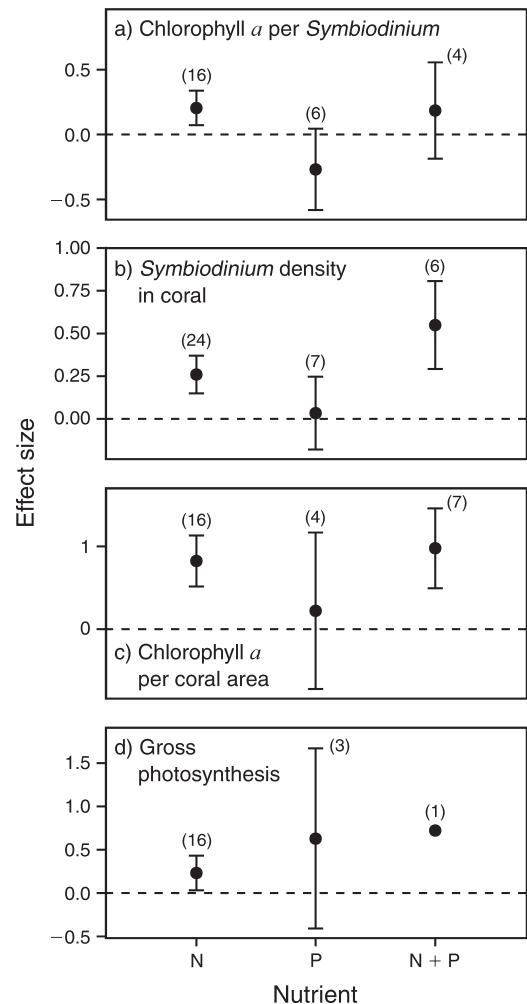 a) Chlorophyll a per Symbiodinium
(16)
(6)
(4)
0.5
0.0
−0.5
b) Symbiodinium density
in coral
(24)
(7)
(6)
1.00
0.75
0.50
0.25
0.00
Effect size
(16)
(4)
(7)
1
0
c) Chlorophyll a
per coral area
d) Gross
photosynthesis
(16)
(3)
(1)
1.5
1.0
0.5
0.0
−0.5
N P N + P
Nutrient